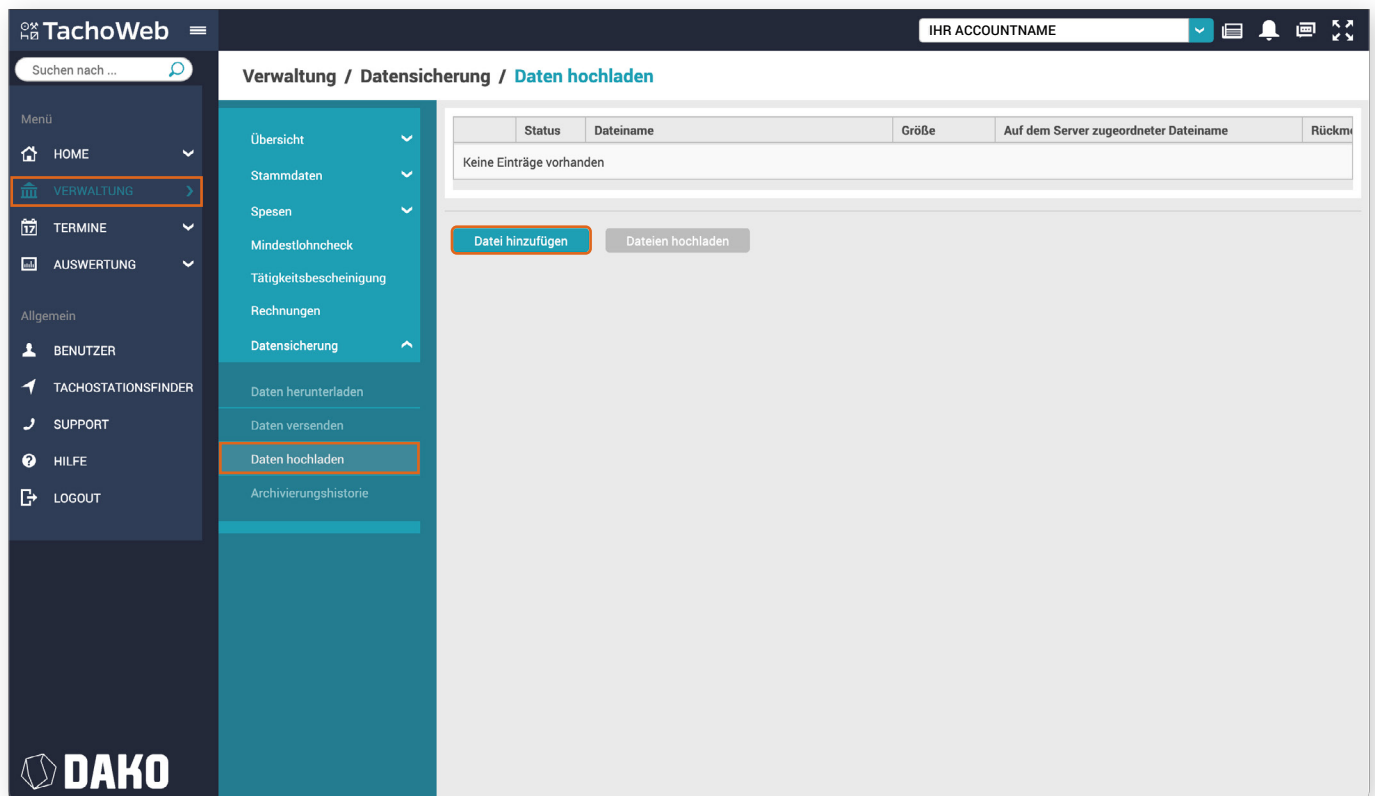 TachoWeb
IHR ACCOUNTNAME
Suchen nach ...
Verwaltung / Datensicherung / Daten hochladen
Menü
HOME
VERWALTUNG
17 TERMINE
AUSWERTUNG
Allgemein
BENUTZER
TACHOSTATIONSFINDER
SUPPORT
? HILFE
LOGOUT
DAKO
Übersicht
Stammdaten
Spesen
Mindestlohncheck
Tätigkeitsbescheinigung
Rechnungen
Datensicherung
Daten herunterladen
Daten versenden
Daten hochladen
Archivierungshistorie
Status Dateiname Größe Auf dem Server zugeordneter Dateiname Rückme
Keine Einträge vorhanden
Datei hinzufügen Dateien hochladen